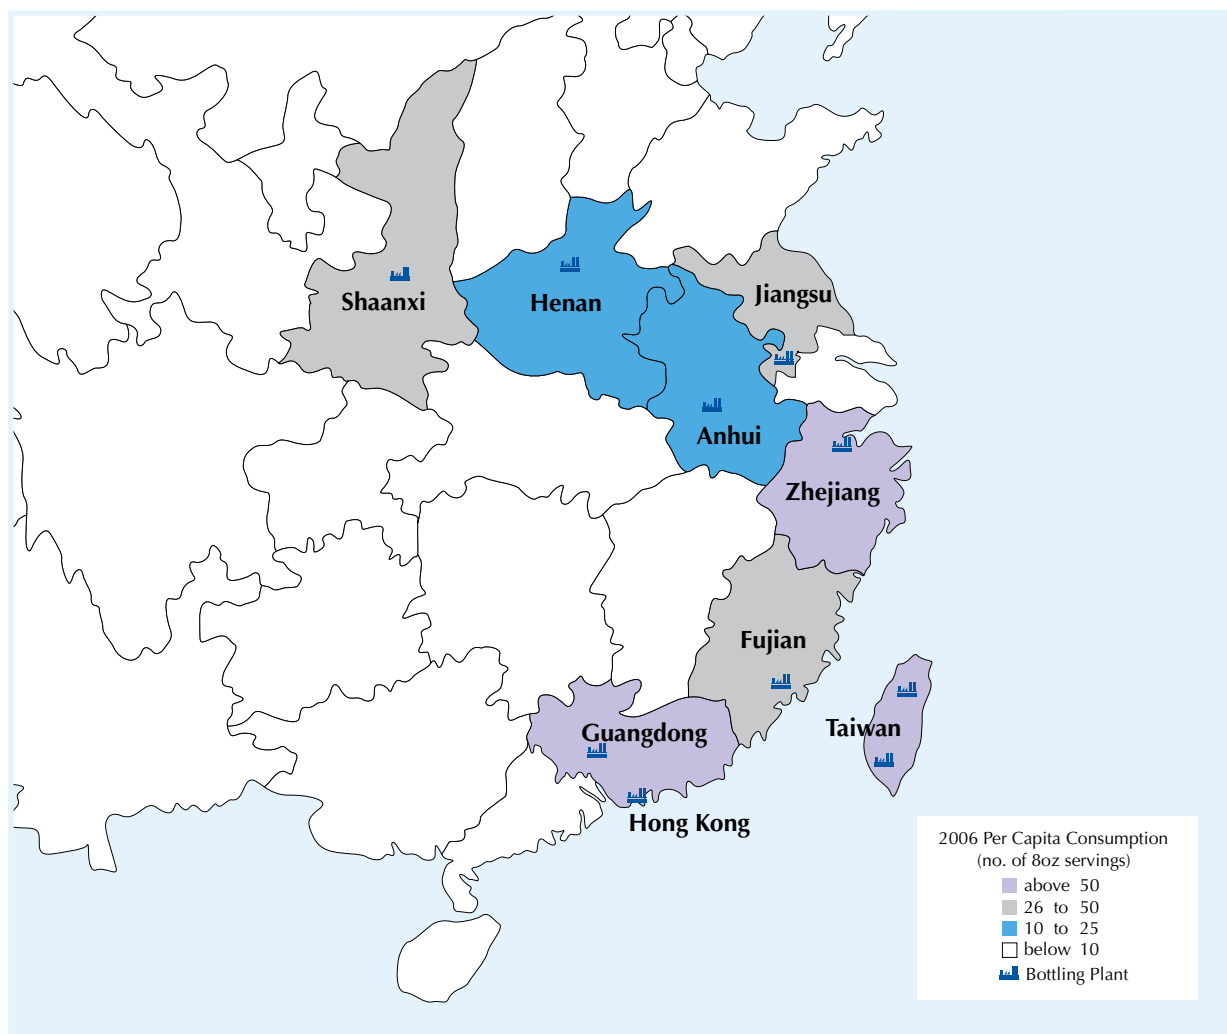 Jiangsu
Shaanxi
Henan
Anhui
Zhejiang
Fujian
Taiwan
Guangdong
Hong Kong
2006 Per Capita Consumption
(no. of 8oz servings)
above 50
26 to 50
10 to 25
below 10
Bottling Plant